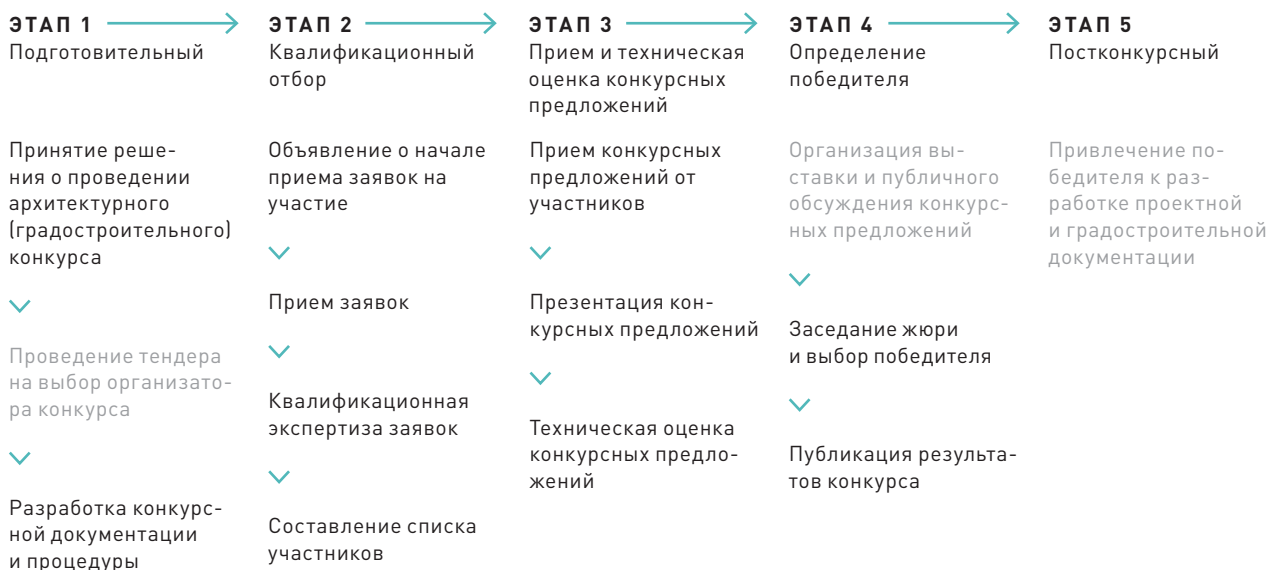 ЭТАП 1
Подготовительный
Принятие реше-
ния о проведении
архитектурного
(градостроительного)
конкурса
Проведение тендера
на выбор организато-
ра конкурса
Разработка конкурс-
ной документации
и процедуры
ЭТАП 2
Квалификационный
отбор
Объявление о начале
приема заявок на
участие
Прием заявок
Квалификационная
экспертиза заявок
Составление списка
участников
ЭТАП 3
Прием и техническая
оценка конкурсных
предложений
Прием конкурсных
предложений от
участников
Презентация кон-
курсных предложений
Техническая оценка
конкурсных предло-
жений
ЭТАП 4
Определение
победителя
Организация вы-
ставки и публичного
обсуждения конкурс-
ных предложений
Заседание жюри
и выбор победителя
Публикация результа-
тов конкурса
ЭТАП 5
Постконкурсный
Привлечение по-
бедителя к раз-
работке проектной
и градостроительной
документации